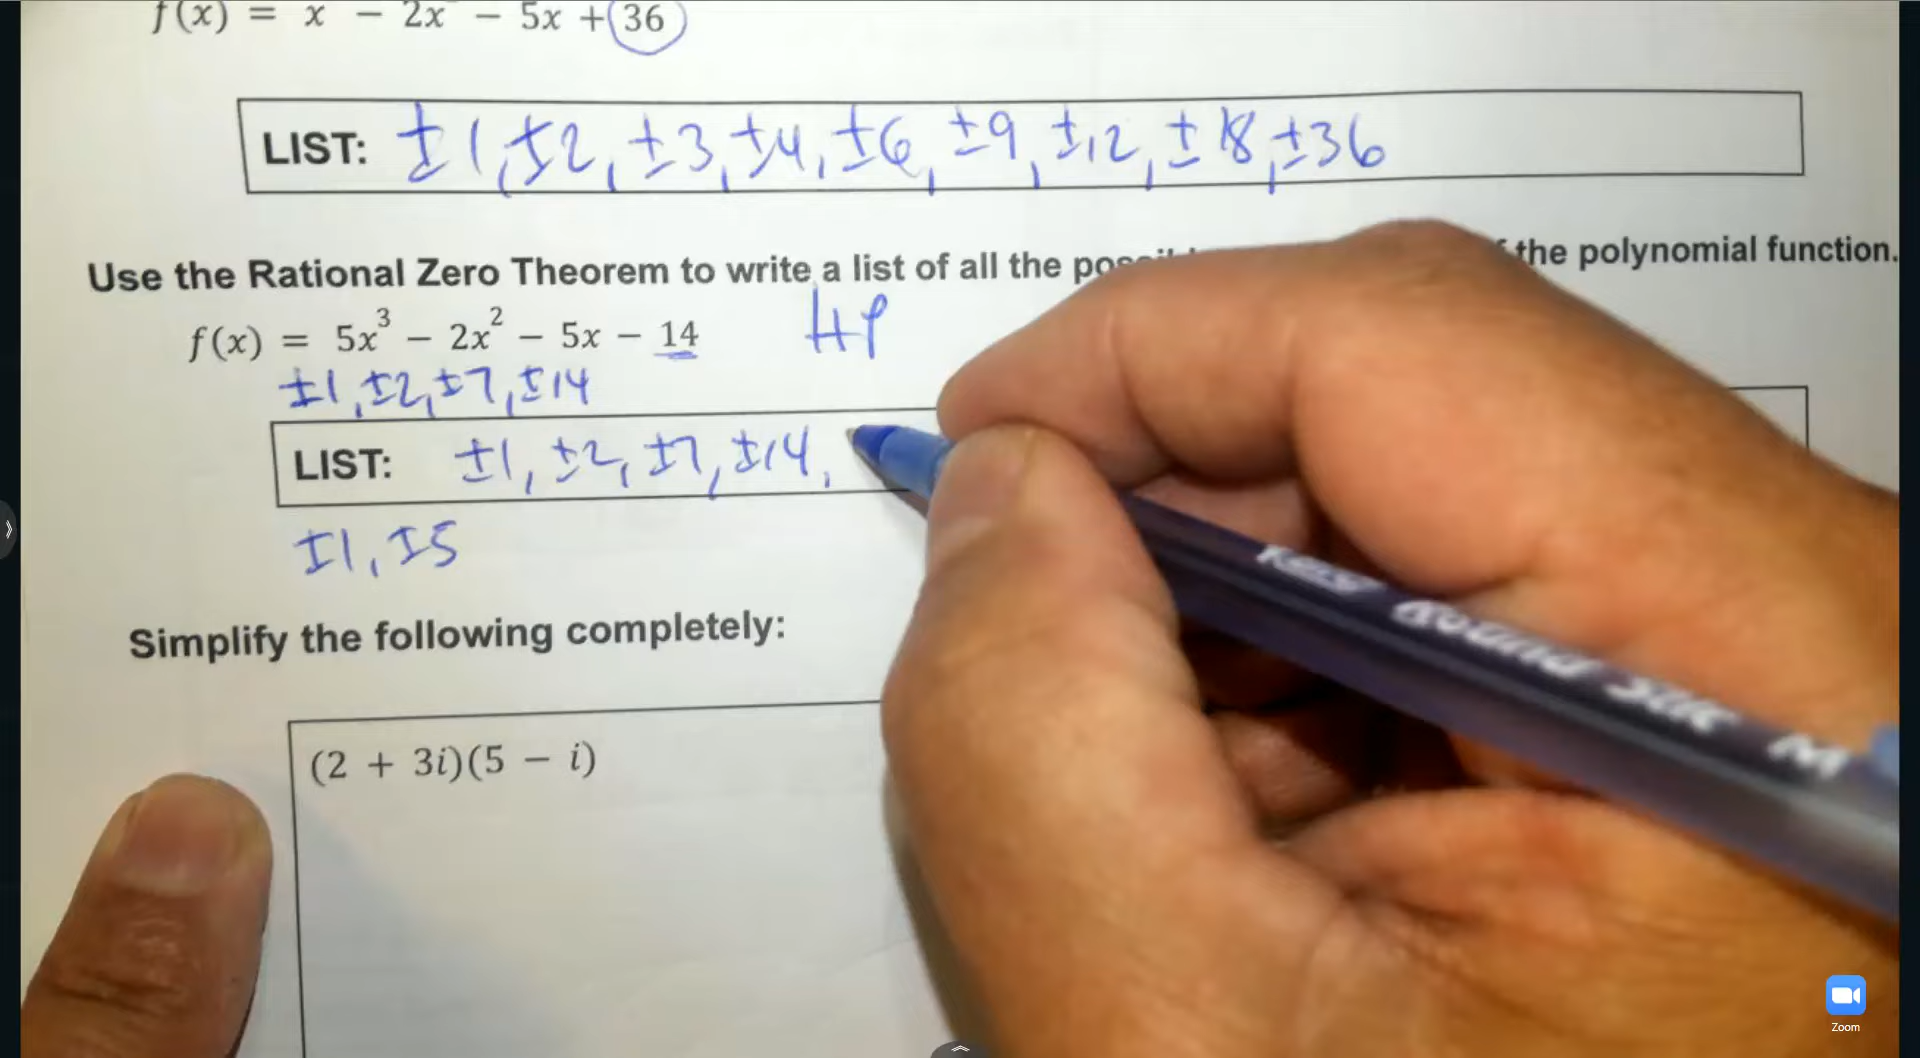 f(x) = x - 2x - 5x + 36
LIST: ±1, ±2, ±3, ±4, ±6, ±9, ±12, ±18, ±36
Use the Rational Zero Theorem to write a list of all the the polynomial function.
f(x) = 5x³ - 2x² - 5x - 14
±1, ±2, ±7, ±14
LIST: ±1, ±2, ±7, ±14,
±1, ±5
Simplify the following completely:
(2 + 3i)(5 - i)
M
Zoom